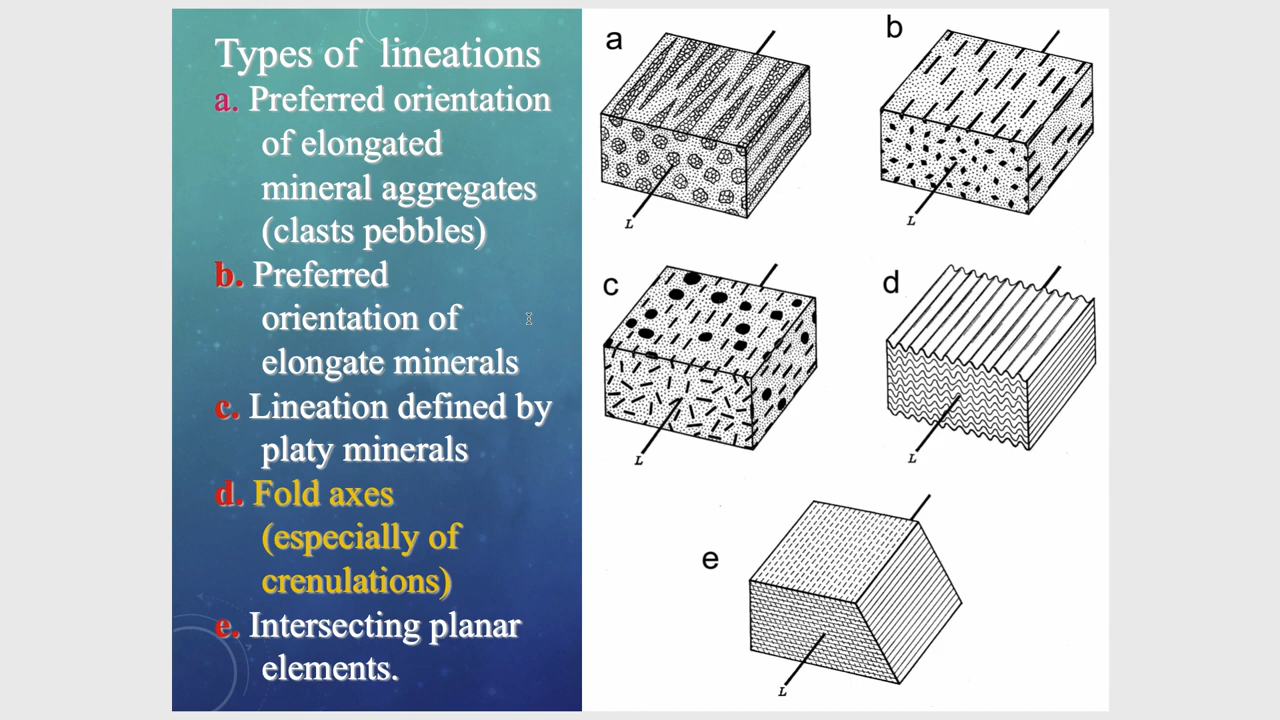 Types of lineations
a. Preferred orientation
of elongated
mineral aggregates
(clasts pebbles)
b. Preferred
orientation of
elongate minerals
c. Lineation defined by
platy minerals
d. Fold axes
(especially of
crenulations)
e. Intersecting planar
elements.
a
L
b
L
c
L
d
L
e
L